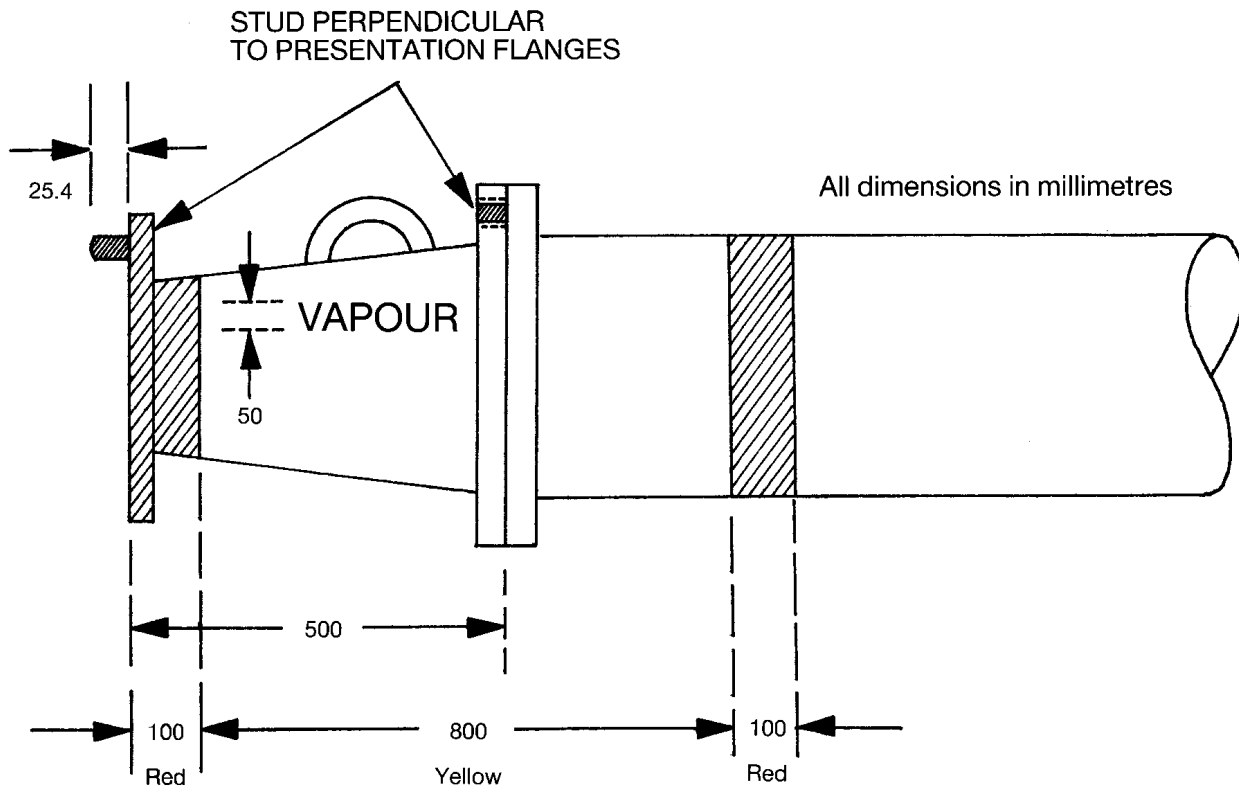 STUD PERPENDICULAR
TO PRESENTATION FLANGES
25.4
All dimensions in millimetres
VAPOUR
50
500
100
800
100
Red
Yellow
Red